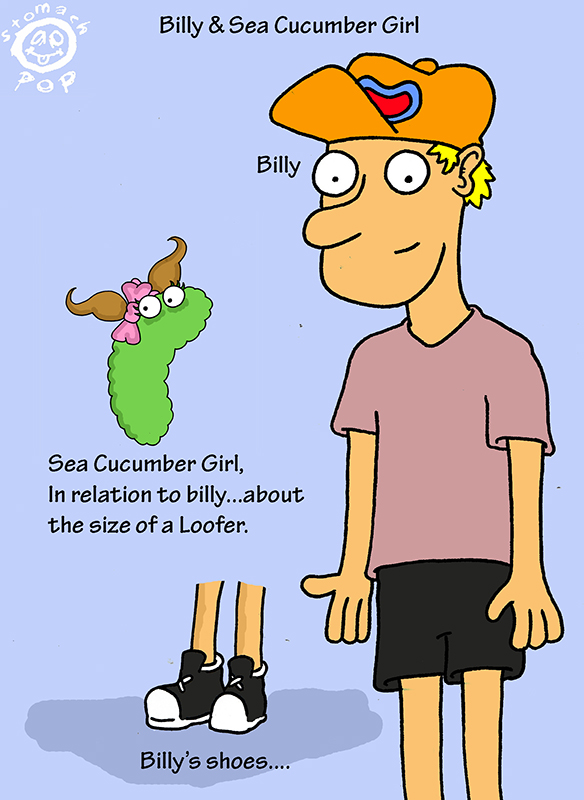 stomach
POP
Billy & Sea Cucumber Girl
Billy
Sea Cucumber Girl,
In relation to billy...about
the size of a Loofer.
Billy's shoes....